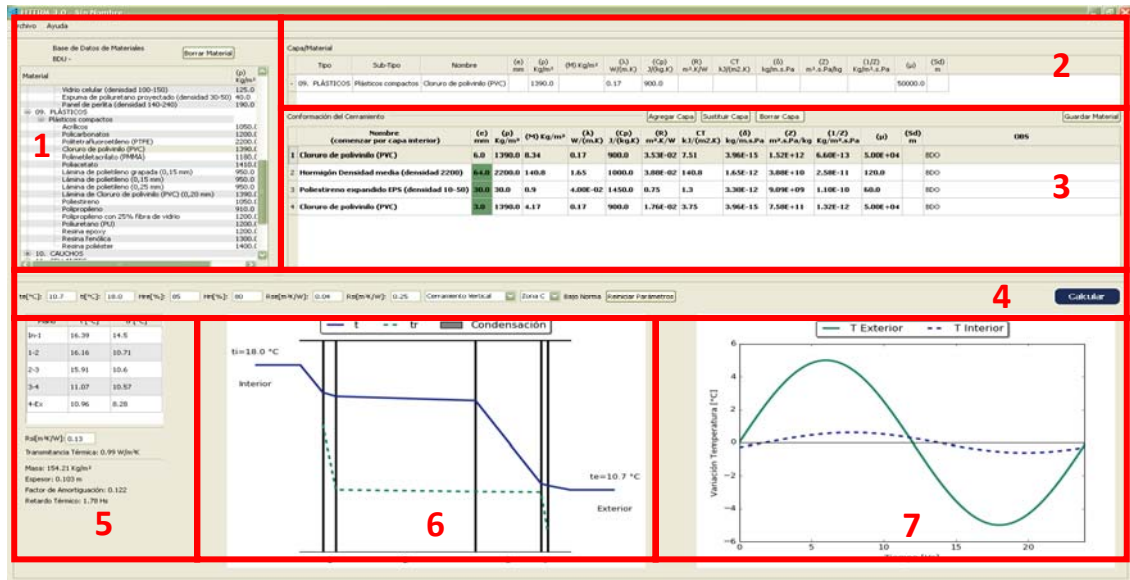 HTERM 3.0 - Sin Nombre
Archivo Ayuda
Base de Datos de Materiales
BDU -
Borrar Material
Material (ρ) Kg/m³
Vidrio celular (densidad 100-150) 125.0
Espuma de poliuretano proyectado (densidad 30-50) 40.0
Panel de perlita (densidad 140-240) 190.0
09. PLÁSTICOS
Plásticos compactos
Acrílicos 1050.0
Policarbonatos 1200.0
Politetrafluoroetileno (PTFE) 2200.0
Cloruro de polivinilo (PVC) 1390.0
Polimetilmetacrilato (PMMA) 1180.0
Poliacetato 1410.0
Lámina de polietileno grapada (0,15 mm) 950.0
Lámina de polietileno (0,15 mm) 950.0
Lámina de polietileno (0,25 mm) 950.0
Lámina de Cloruro de polivinilo (PVC) (0,20 mm) 1390.0
Poliestireno 1050.0
Polipropileno 910.0
Polipropileno con 25% fibra de vidrio 1200.0
Poliuretano (PU) 1200.0
Resina epoxy 1200.0
Resina fenólica 1300.0
Resina poliéster 1400.0
10. CAUCHOS
1
Capa/Material
Tipo Sub-Tipo Nombre (e) mm (ρ) Kg/m³ (M) Kg/m² (λ) W/(m.K) (Cp) J/(kg.K) (R) m².K/W CT kJ/(m2.K) (δ) kg/m.s.Pa (Z) m².s.Pa/kg (1/Z) Kg/m².s.Pa (μ) (Sd) m
- 09. PLÁSTICOS Plásticos compactos Cloruro de polivinilo (PVC) 1390.0 0.17 900.0 50000.0
2
Conformación del Cerramiento Agregar Capa Sustituir Capa Borrar Capa Guardar Material
Nombre (comenzar por capa interior) (e) mm (ρ) Kg/m³ (M) Kg/m² (λ) W/(m.K) (Cp) J/(kg.K) (R) m².K/W CT kJ/(m2.K) (δ) kg/m.s.Pa (Z) m².s.Pa/kg (1/Z) Kg/m².s.Pa (μ) (Sd) m OBS
1 Cloruro de polivinilo (PVC) 6.0 1390.0 8.34 0.17 900.0 3.53E-02 7.51 3.96E-15 1.52E+12 6.60E-13 5.00E+04 BDO
2 Hormigón Densidad media (densidad 2200) 64.0 2200.0 140.8 1.65 1000.0 3.88E-02 140.8 1.65E-12 3.88E+10 2.58E-11 120.0 BDO
3 Poliestireno expandido EPS (densidad 10-50) 30.0 30.0 0.9 4.00E-02 1450.0 0.75 1.3 3.30E-12 9.09E+09 1.10E-10 60.0 BDO
4 Cloruro de polivinilo (PVC) 3.0 1390.0 4.17 0.17 900.0 1.76E-02 3.75 3.96E-15 7.58E+11 1.32E-12 5.00E+04 BDO
3
te[°C]: 10.7 ti[°C]: 18.0 Hre[%]: 85 Hri[%]: 80 Rse[m²K/W]: 0.04 Rsi[m²K/W]: 0.25 Cerramiento Vertical Zona C Bajo Norma Reiniciar Parámetros Calcular
4
In-1 16.39 14.5
1-2 16.16 10.71
2-3 15.91 10.6
3-4 11.07 10.57
4-Ex 10.96 8.28
Rsi[m²K/W]: 0.13
Transmitancia Térmica: 0.99 W/m²K
Masa: 154.21 Kg/m²
Espesor: 0.103 m
Factor de Amortiguación: 0.122
Retardo Térmico: 1.78 Hs
5
t tr Condensación
ti=18.0 °C
Interior
te=10.7 °C
Exterior
6
T Exterior T Interior
Variación Temperatura [°C]
6
4
2
0
−2
−4
−6
0 5 10 15 20
7